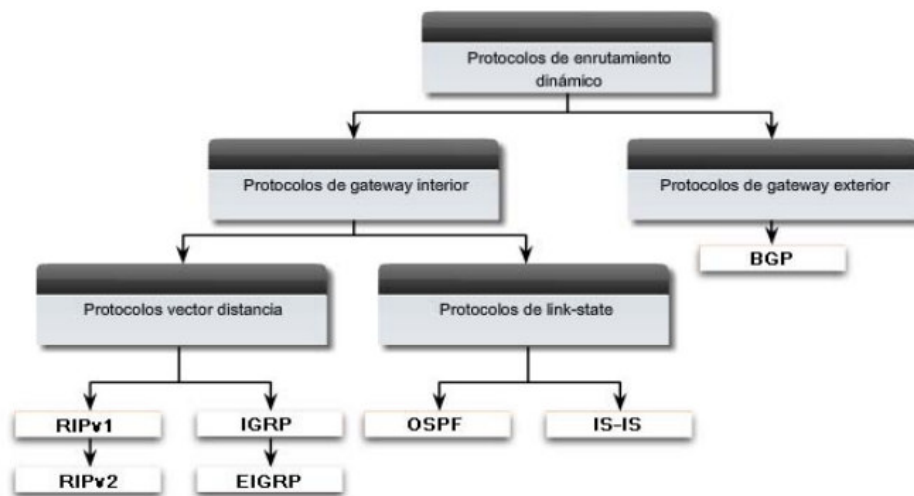 Protocolos de enrutamiento
dinámico
Protocolos de gateway interior
Protocolos de gateway exterior
BGP
Protocolos vector distancia
Protocolos de link-state
RIPv1
IGRP
OSPF
IS-IS
RIPv2
EIGRP